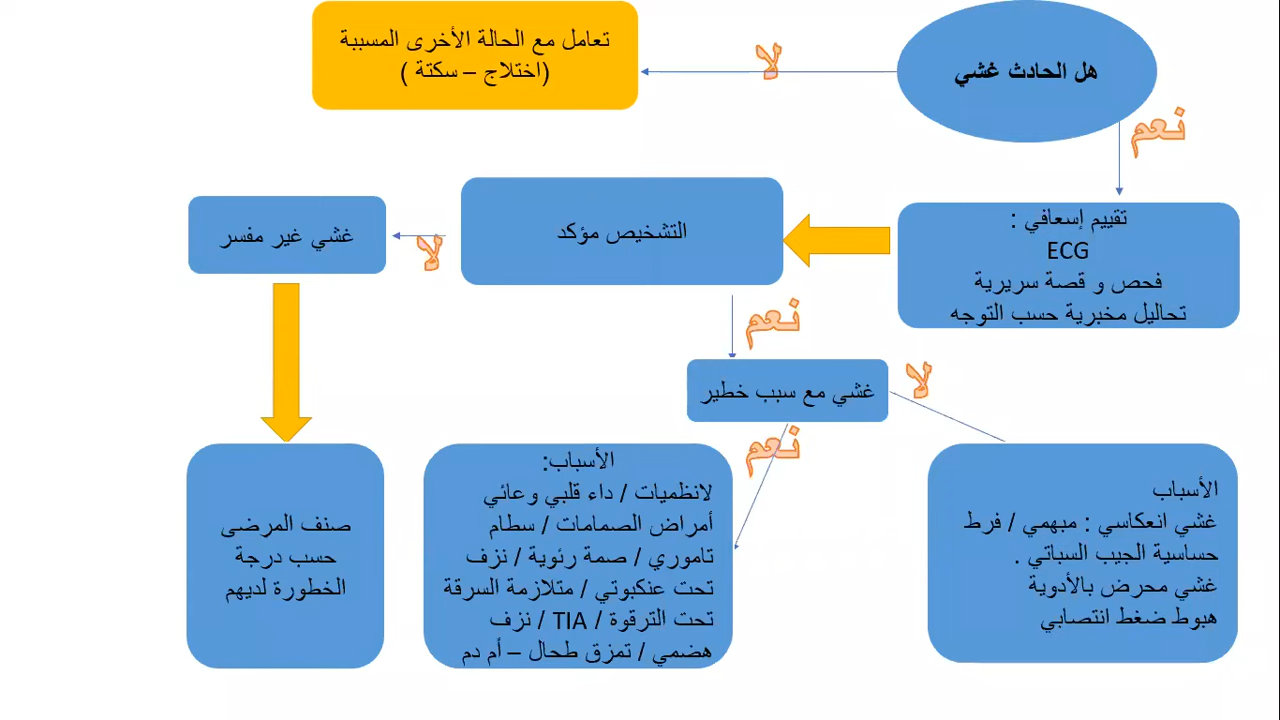 هل الحادث غشي
لا
تعامل مع الحالة الأخرى المسببة
(اختلاج – سكتة )
نعم
تقييم إسعافي :
ECG
فحص و قصة سريرية
تحاليل مخبرية حسب التوجه
التشخيص مؤكد
لا
غشي غير مفسر
نعم
غشي مع سبب خطير
لا
نعم
الأسباب
غشي انعكاسي : مبهمي / فرط
حساسية الجيب السباتي .
غشي محرض بالأدوية
هبوط ضغط انتصابي
الأسباب:
لانظميات / داء قلبي وعائي
أمراض الصمامات / سطام
تاموري / صمة رئوية / نزف
تحت عنكبوتي / متلازمة السرقة
تحت الترقوة / TIA / نزف
هضمي / تمزق طحال – أم دم
صنف المرضى
حسب درجة
الخطورة لديهم